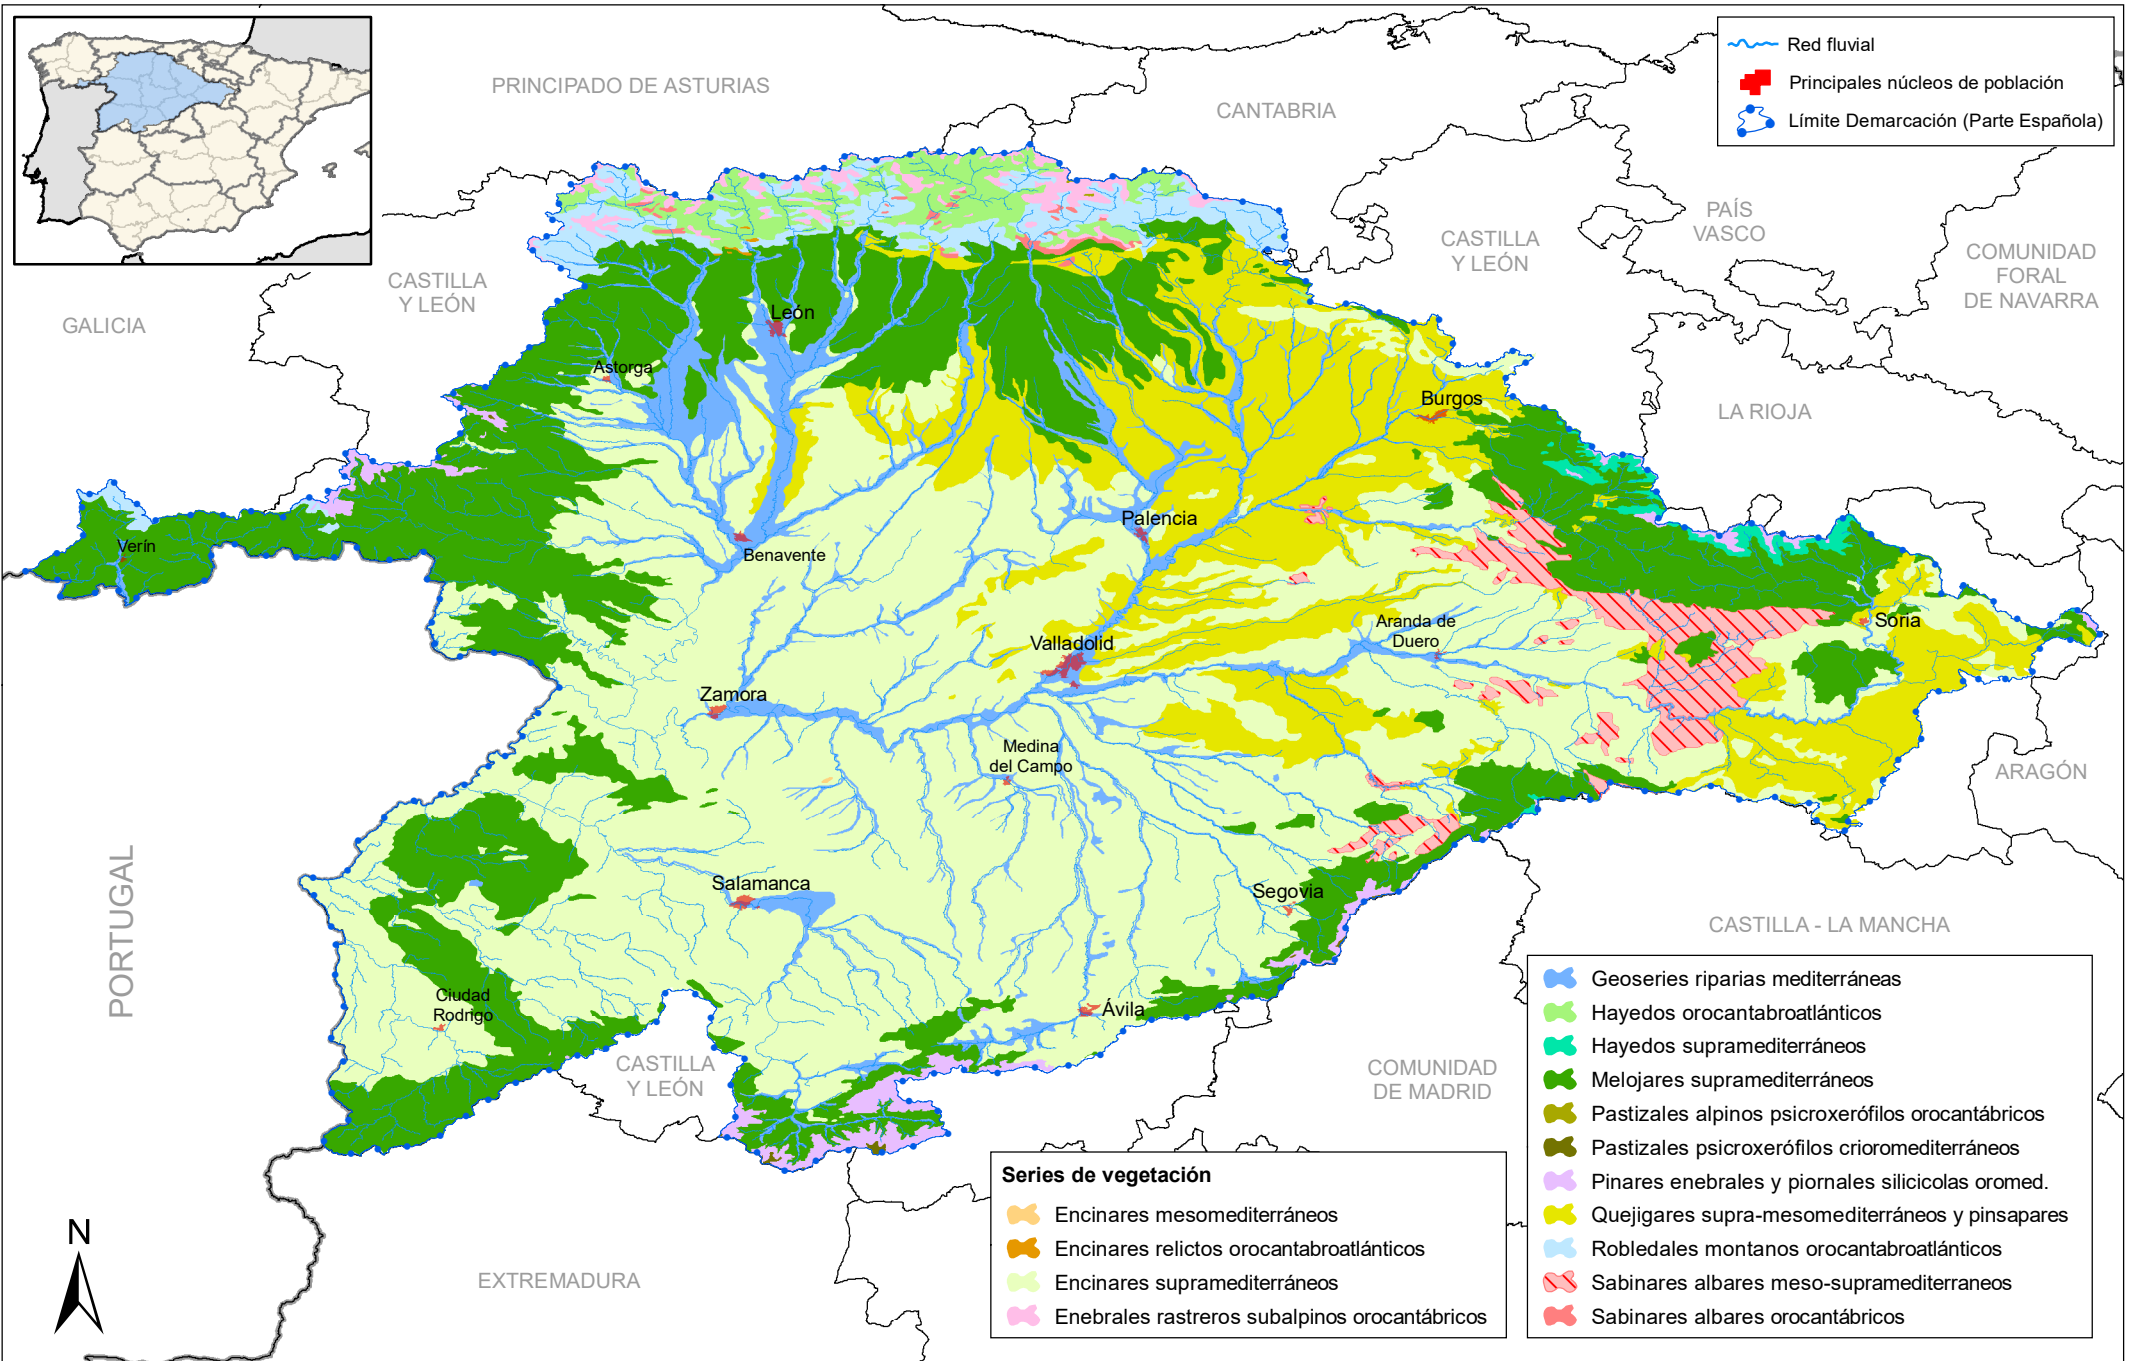 Red fluvial
Principales núcleos de población
Límite Demarcación (Parte Española)
PRINCIPADO DE ASTURIAS
CANTABRIA
PAÍS
VASCO
CASTILLA
Y LEÓN
COMUNIDAD
FORAL
DE NAVARRA
CASTILLA
Y LEÓN
GALICIA
León
Astorga
Burgos
LA RIOJA
Palencia
Verín
Benavente
Aranda de
Duero
Soria
Valladolid
Zamora
Medina
del Campo
ARAGÓN
PORTUGAL
Salamanca
Segovia
CASTILLA - LA MANCHA
Ciudad
Rodrigo
Ávila
CASTILLA
Y LEÓN
COMUNIDAD
DE MADRID
EXTREMADURA
N
Series de vegetación
Encinares mesomediterráneos
Encinares relictos orocantabroatlánticos
Encinares supramediterráneos
Enebrales rastreros subalpinos orocantábricos
Geoseries riparias mediterráneas
Hayedos orocantabroatlánticos
Hayedos supramediterráneos
Melojares supramediterráneos
Pastizales alpinos psicroxerófilos orocantábricos
Pastizales psicroxerófilos crioromediterráneos
Pinares enebrales y piornales silicicolas oromed.
Quejigares supra-mesomediterráneos y pinsapares
Robledales montanos orocantabroatlánticos
Sabinares albares meso-supramediterraneos
Sabinares albares orocantábricos